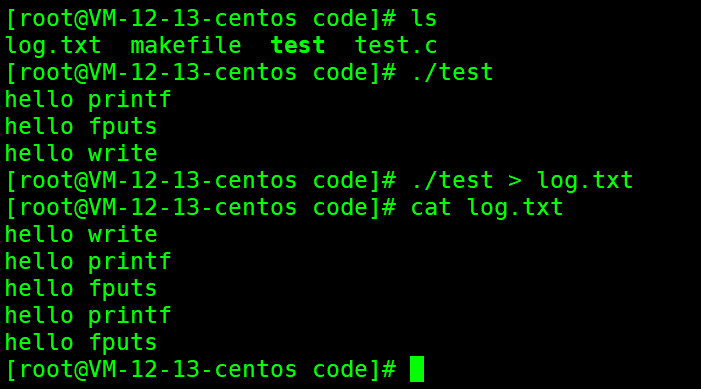 [root@VM-12-13-centos code]# ls
log.txt  makefile  test  test.c
[root@VM-12-13-centos code]# ./test
hello printf
hello fputs
hello write
[root@VM-12-13-centos code]# ./test > log.txt
[root@VM-12-13-centos code]# cat log.txt
hello write
hello printf
hello fputs
hello printf
hello fputs
[root@VM-12-13-centos code]#